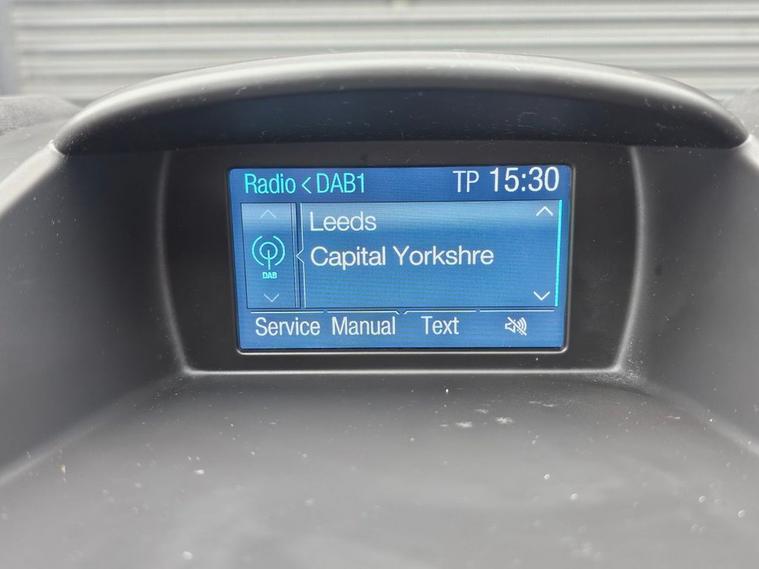 Radio < DAB1 TP 15:30
Leeds
Capital Yorkshre
DAB
Service Manual Text